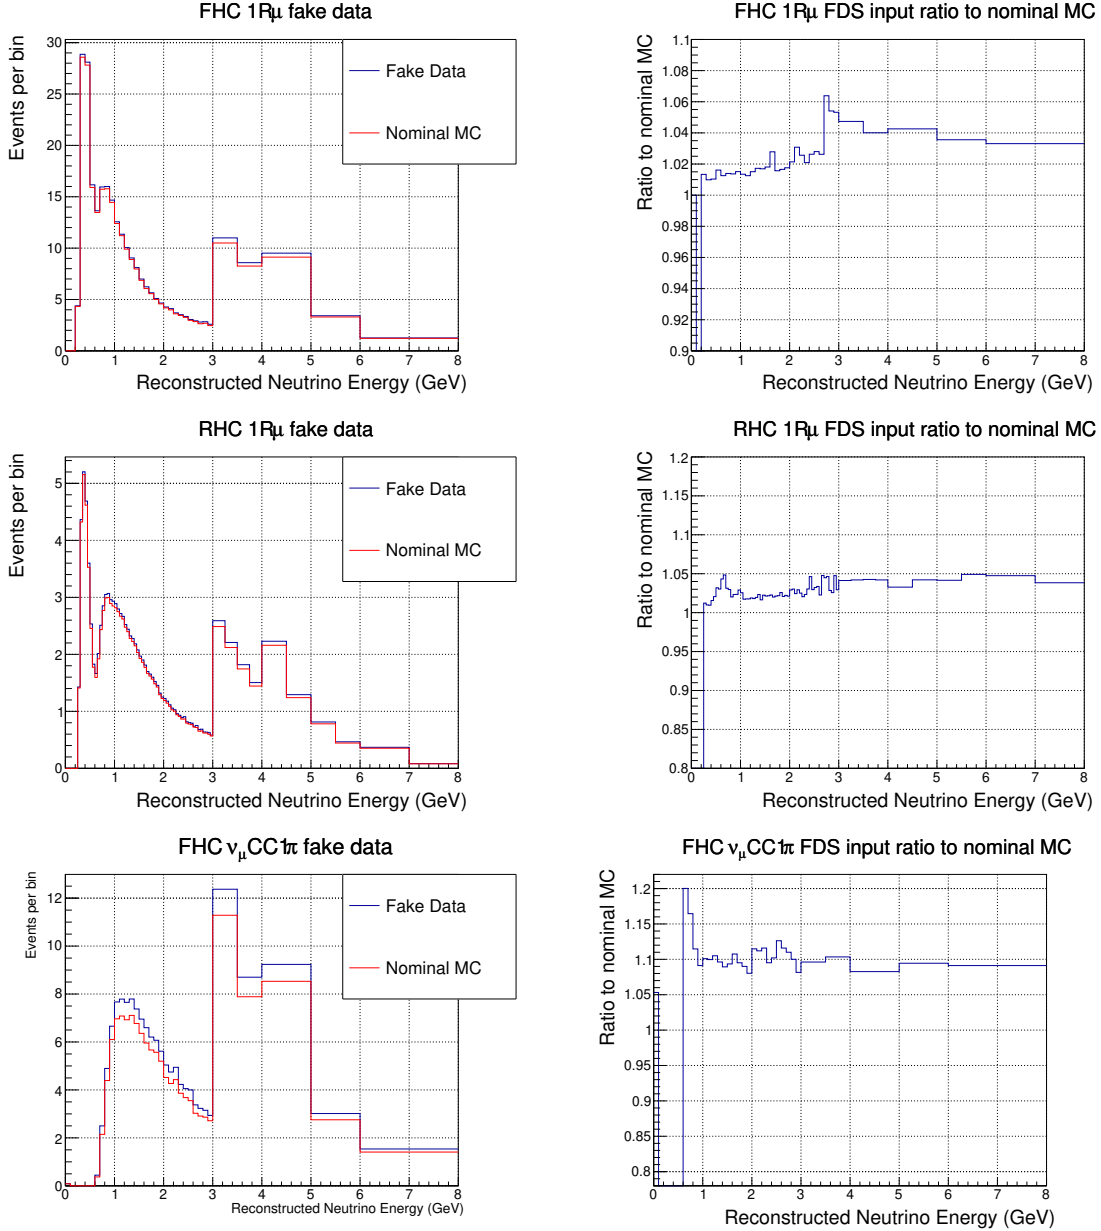 FHC 1Rμ fake data
Events per bin
30
25
20
15
10
5
0
Fake Data
Nominal MC
0 1 2 3 4 5 6 7 8
Reconstructed Neutrino Energy (GeV)
FHC 1Rμ FDS input ratio to nominal MC
Ratio to nominal MC
1.1
1.08
1.06
1.04
1.02
1
0.98
0.96
0.94
0.92
0.9
0 1 2 3 4 5 6 7 8
Reconstructed Neutrino Energy (GeV)
RHC 1Rμ fake data
Events per bin
5
4
3
2
1
0
Fake Data
Nominal MC
0 1 2 3 4 5 6 7 8
Reconstructed Neutrino Energy (GeV)
RHC 1Rμ FDS input ratio to nominal MC
Ratio to nominal MC
1.2
1.15
1.1
1.05
1
0.95
0.9
0.85
0.8
0 1 2 3 4 5 6 7 8
Reconstructed Neutrino Energy (GeV)
FHC νμCC1π fake data
Events per bin
12
10
8
6
4
2
0
Fake Data
Nominal MC
0 1 2 3 4 5 6 7 8
Reconstructed Neutrino Energy (GeV)
FHC νμCC1π FDS input ratio to nominal MC
Ratio to nominal MC
1.2
1.15
1.1
1.05
1
0.95
0.9
0.85
0.8
0 1 2 3 4 5 6 7 8
Reconstructed Neutrino Energy (GeV)